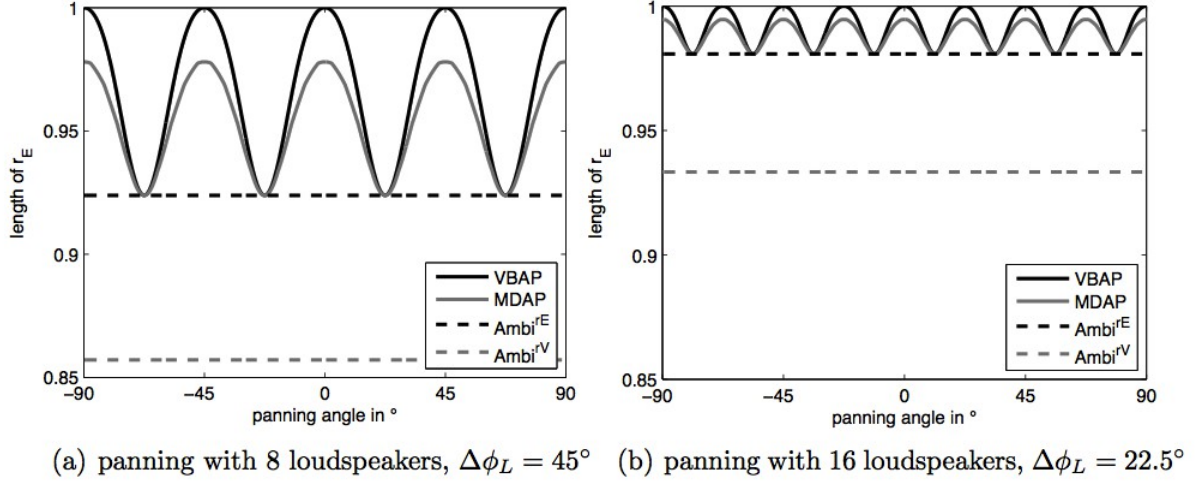 1
0.95
0.9
0.85
length of r_E
−90
−45
0
45
90
panning angle in °
VBAP
MDAP
Ambi^rE
Ambi^rV
(a) panning with 8 loudspeakers, Δϕ_L = 45°
1
0.95
0.9
0.85
length of r_E
−90
−45
0
45
90
panning angle in °
VBAP
MDAP
Ambi^rE
Ambi^rV
(b) panning with 16 loudspeakers, Δϕ_L = 22.5°